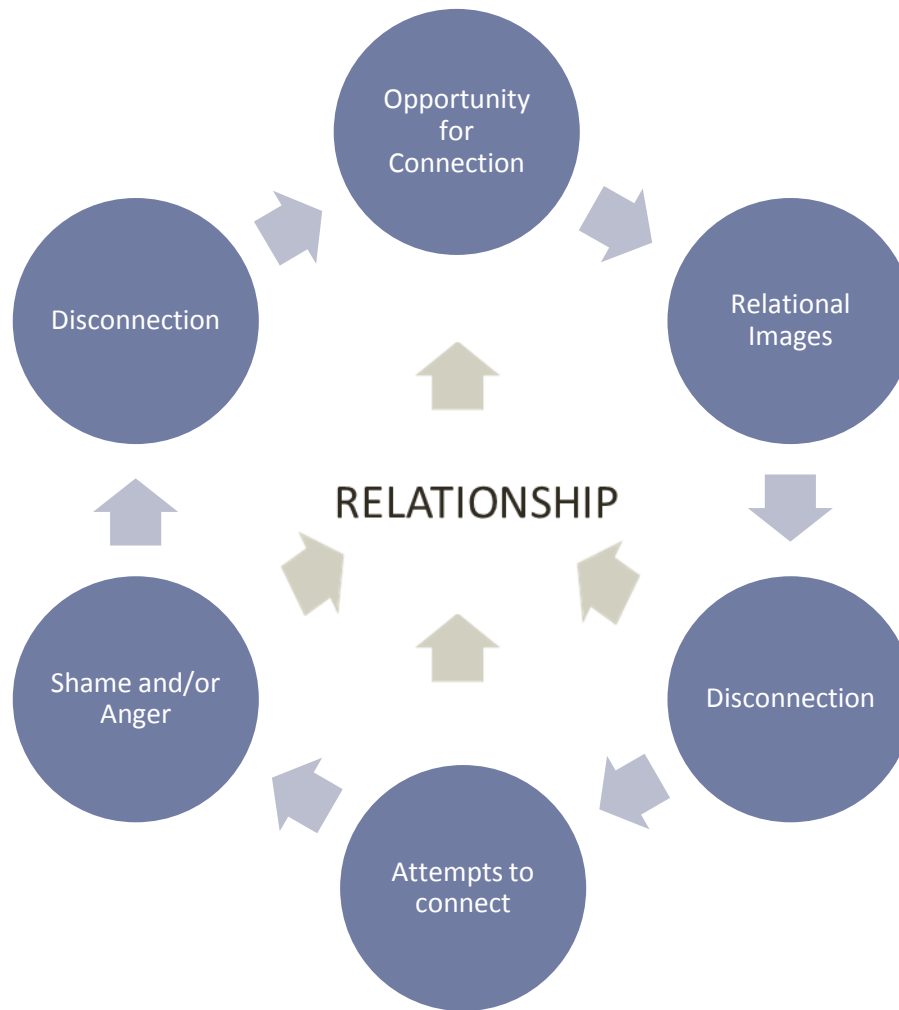 Opportunity
for
Connection
Relational
Images
Disconnection
Attempts to
connect
Shame and/or
Anger
Disconnection
RELATIONSHIP